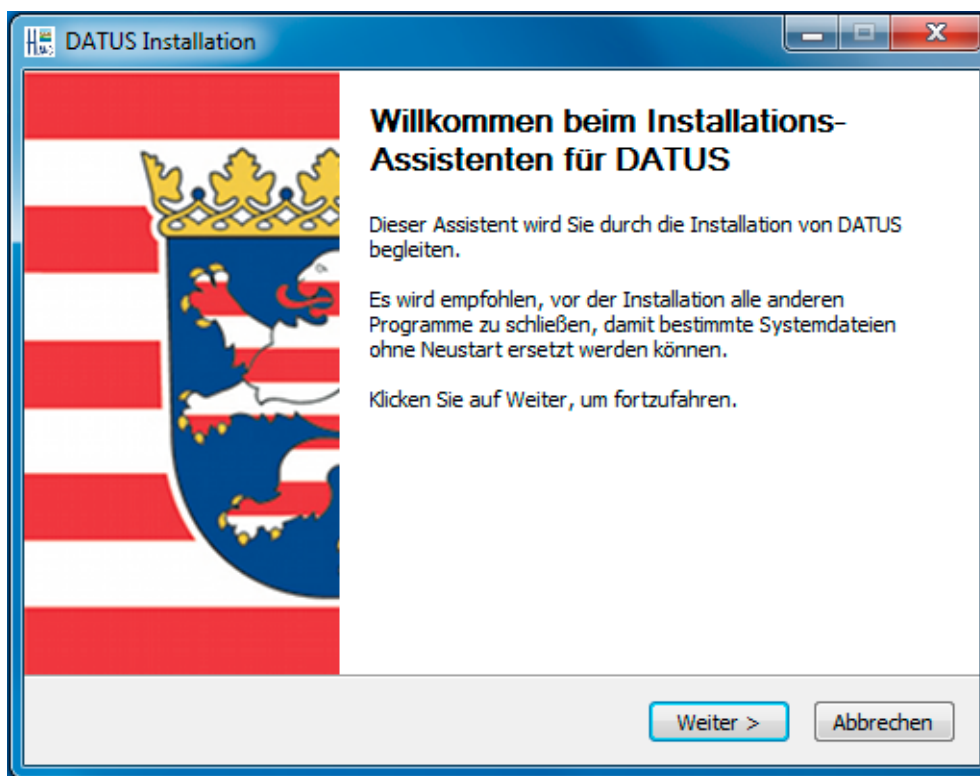 DATUS Installation
Willkommen beim Installations-
Assistenten für DATUS
Dieser Assistent wird Sie durch die Installation von DATUS
begleiten.
Es wird empfohlen, vor der Installation alle anderen
Programme zu schließen, damit bestimmte Systemdateien
ohne Neustart ersetzt werden können.
Klicken Sie auf Weiter, um fortzufahren.
Weiter >
Abbrechen